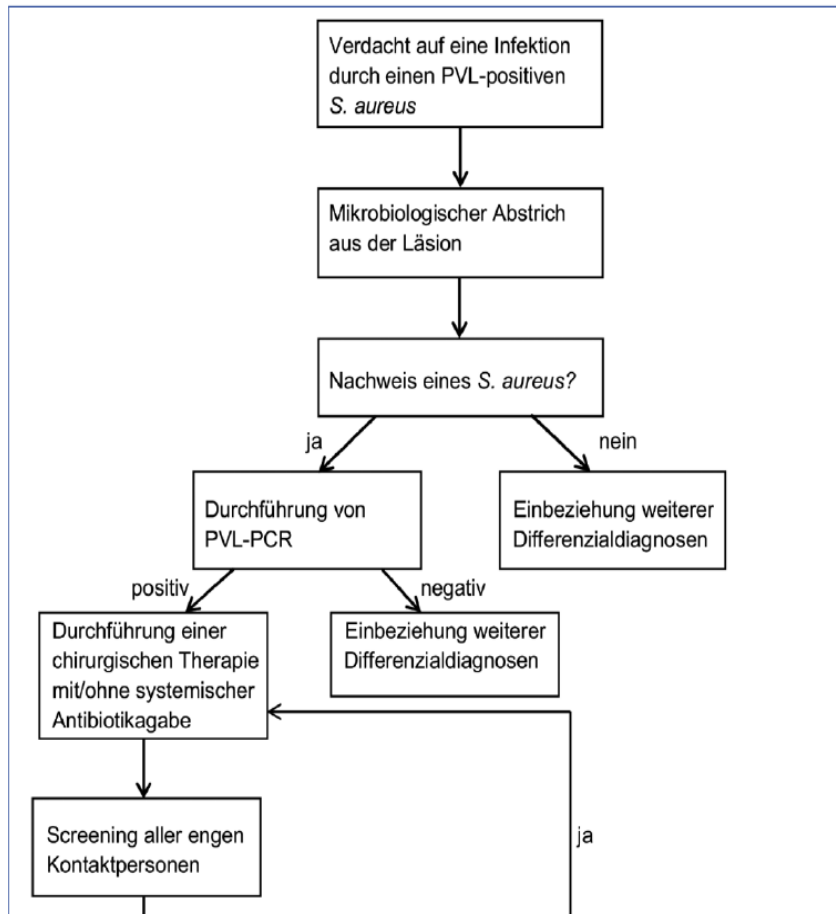 Verdacht auf eine Infektion
durch einen PVL-positiven
S. aureus
Mikrobiologischer Abstrich
aus der Läsion
Nachweis eines S. aureus?
ja
nein
Durchführung von
PVL-PCR
Einbeziehung weiterer
Differenzialdiagnosen
positiv
negativ
Durchführung einer
chirurgischen Therapie
mit/ohne systemischer
Antibiotikagabe
Einbeziehung weiterer
Differenzialdiagnosen
Screening aller engen
Kontaktpersonen
ja